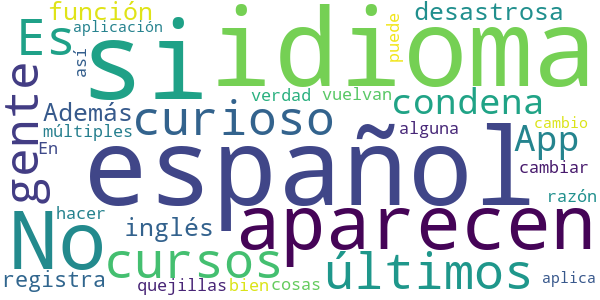 función
idioma
desastrosa
Es
aplicación
si
puede
así
gente
verdad
vuelvan
condena
Además
curioso
múltiples
español
alguna
App
cambio
En
cambiar
No
aparecen
razón
hacer
inglés
cursos
últimos
registra
quejillas
bien
cosas
aplica